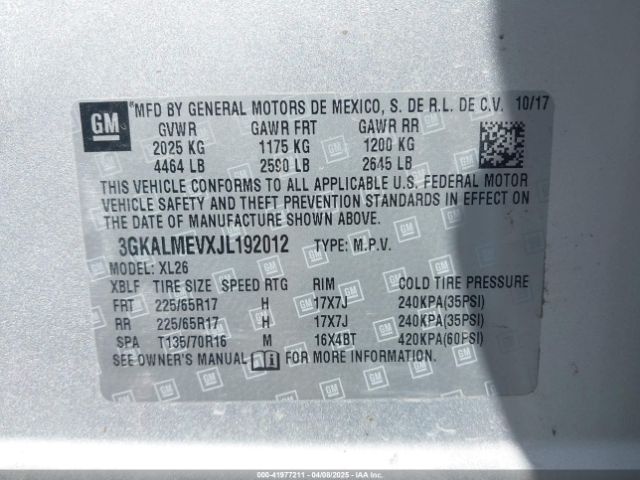 GM "MFD BY GENERAL MOTORS DE MEXICO, S. DE R.L. DE C.V. 10/17
GVWR GAWR FRT GAWR RR
2025 KG 1175 KG 1200 KG
4464 LB 2590 LB 2645 LB
THIS VEHICLE CONFORMS TO ALL APPLICABLE U.S. FEDERAL MOTOR
VEHICLE SAFETY AND THEFT PREVENTION STANDARDS IN EFFECT ON
THE DATE OF MANUFACTURE SHOWN ABOVE.
3GKALMEVXJL192012 TYPE: M.P.V.
MODEL: XL26
XBLF TIRE SIZE SPEED RTG RIM COLD TIRE PRESSURE
FRT 225/65R17 H 17X7J 240KPA(35PSI)
RR 225/65R17 H 17X7J 240KPA(35PSI)
SPA T135/70R16 M 16X4BT 420KPA(60PSI)
SEE OWNER'S MANUAL FOR MORE INFORMATION.
000-41977211 - 04/08/2025 - IAAI.COM - COPYRIGHT